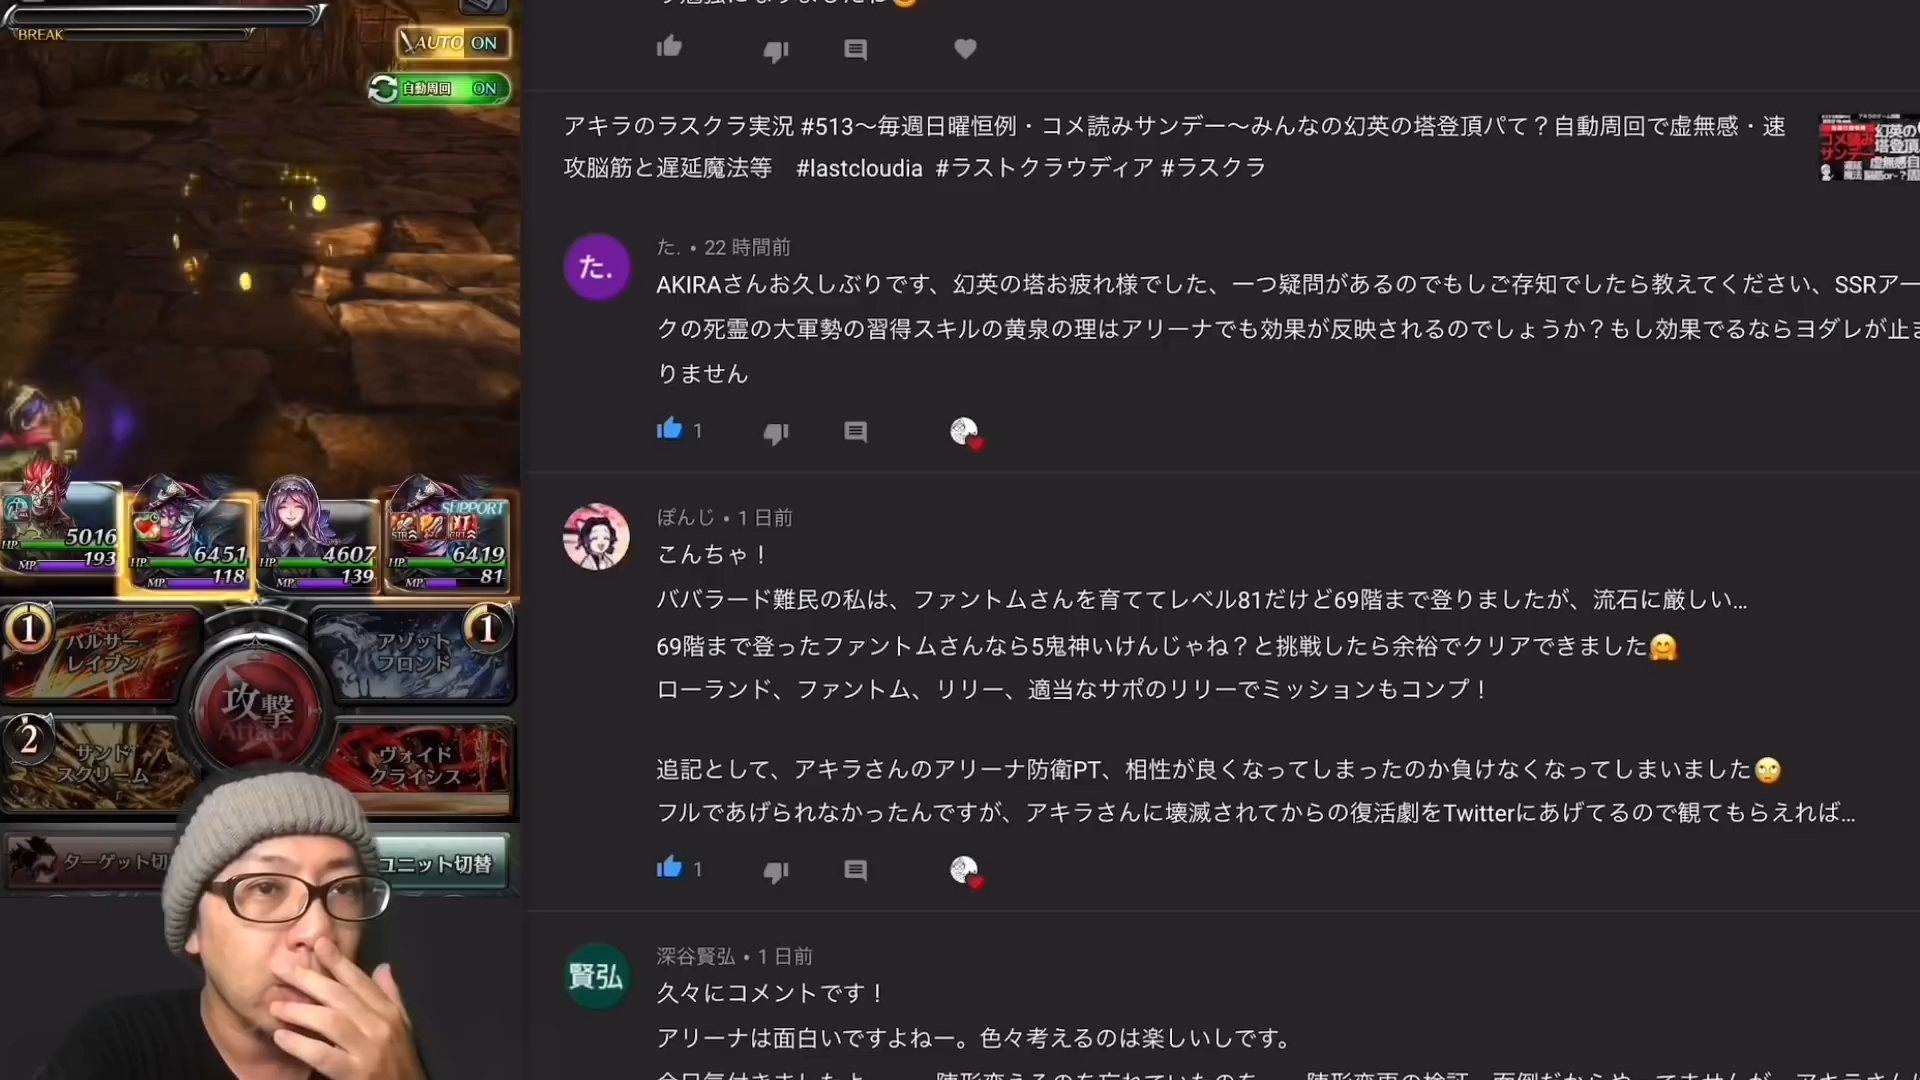 BREAK
AUTO ON
自動周回 ON
SUPPORT
HP 5016
MP 193
HP 6451
MP 118
HP 4607
MP 139
HP 6419
MP 81
1 バルサー
レイブン
アゾット
フロンド 1
攻撃
Attack
2 サンド
スクリーム
ヴォイド
クライシス
ターゲット切
ユニット切替
アキラのラスクラ実況 #513〜毎週日曜恒例・コメ読みサンデー〜みんなの幻英の塔登頂パて？自動周回で虚無感・速
攻脳筋と遅延魔法等 #lastcloudia #ラストクラウディア #ラスクラ
た.
た. • 22 時間前
AKIRAさんお久しぶりです、幻英の塔お疲れ様でした、一つ疑問があるのでもしご存知でしたら教えてください、SSRアー
クの死霊の大軍勢の習得スキルの黄泉の理はアリーナでも効果が反映されるのでしょうか？もし効果でるならヨダレが止ま
りません
1
ぽんじ • 1 日前
こんちゃ！
ババラード難民の私は、ファントムさんを育ててレベル81だけど69階まで登りましたが、流石に厳しい...
69階まで登ったファントムさんなら5鬼神いけんじゃね？と挑戦したら余裕でクリアできました🤗
ローランド、ファントム、リリー、適当なサポのリリーでミッションもコンプ！
追記として、アキラさんのアリーナ防衛PT、相性が良くなってしまったのか負けなくなってしまいました🙄
フルであげられなかったんですが、アキラさんに壊滅されてからの復活劇をTwitterにあげてるので観てもらえれば...
1
賢弘
深谷賢弘 • 1 日前
久々にコメントです！
アリーナは面白いですよねー。色々考えるのは楽しいしです。